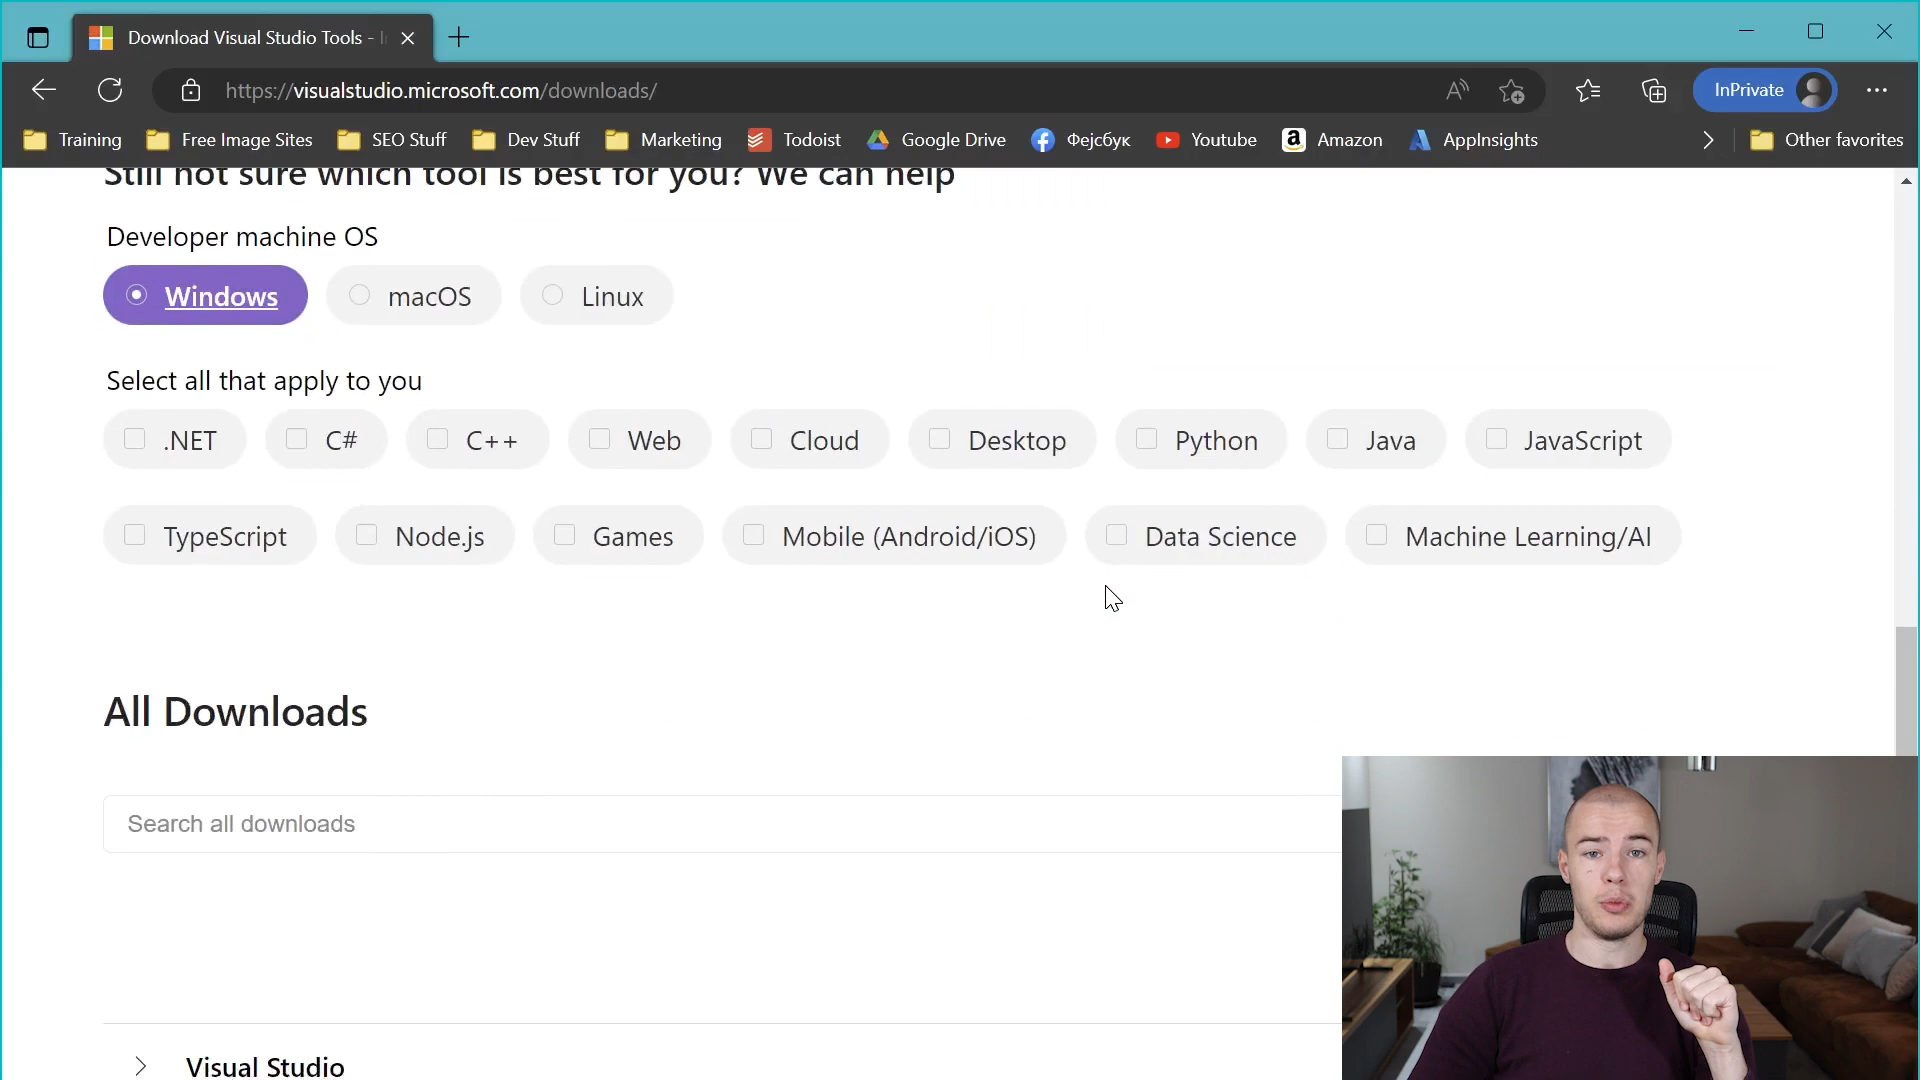 Download Visual Studio Tools -
https://visualstudio.microsoft.com/downloads/
InPrivate
Training
Free Image Sites
SEO Stuff
Dev Stuff
Marketing
Todoist
Google Drive
Фејсбук
Youtube
Amazon
AppInsights
Other favorites
Still not sure which tool is best for you? We can help
Developer machine OS
Windows
macOS
Linux
Select all that apply to you
.NET
C#
C++
Web
Cloud
Desktop
Python
Java
JavaScript
TypeScript
Node.js
Games
Mobile (Android/iOS)
Data Science
Machine Learning/AI
All Downloads
Search all downloads
Visual Studio